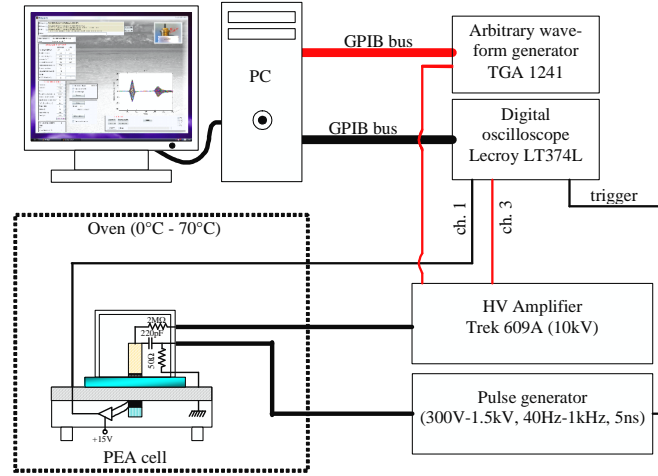 Arbitrary wave-
form generator
TGA 1241
GPIB bus
PC
Digital
oscilloscope
Lecroy LT374L
GPIB bus
trigger
ch. 1
ch. 3
Oven (0°C - 70°C)
HV Amplifier
Trek 609A (10kV)
2MΩ
220pF
50Ω
Pulse generator
(300V-1.5kV, 40Hz-1kHz, 5ns)
+15V
PEA cell